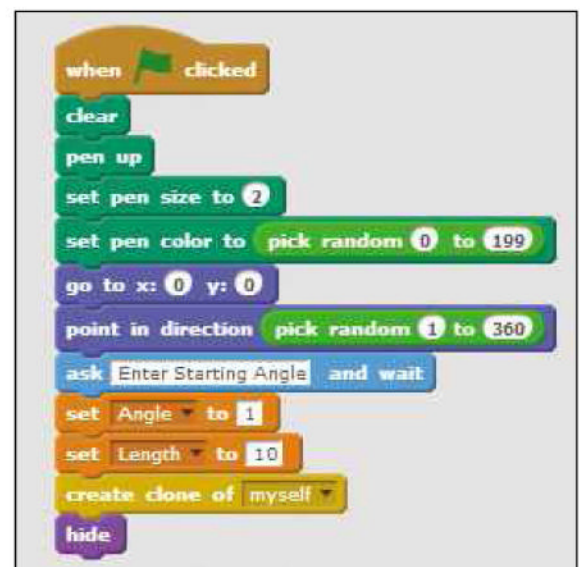 when clicked
clear
pen up
set pen size to 2
set pen color to pick random 0 to 199
go to x: 0 y: 0
point in direction pick random 1 to 360
ask Enter Starting Angle and wait
set Angle to 1
set Length to 10
create clone of myself
hide